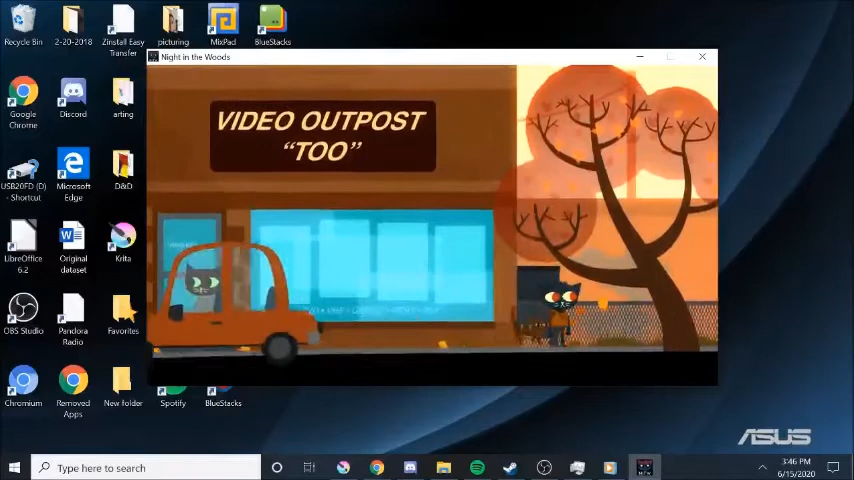 Recycle Bin
2-20-2018
Zinstall Easy
Transfer
picturing
MixPad
BlueStacks
Night in the Woods
VIDEO OUTPOST
"TOO"
Google
Chrome
Discord
arting
USB20FD (D)
- Shortcut
Microsoft
Edge
D&D
LibreOffice
6.2
Original
dataset
Krita
OBS Studio
Pandora
Radio
Favorites
Chromium
Removed
Apps
New folder
Spotify
BlueStacks
ASUS
Type here to search
3:46 PM
6/15/2020